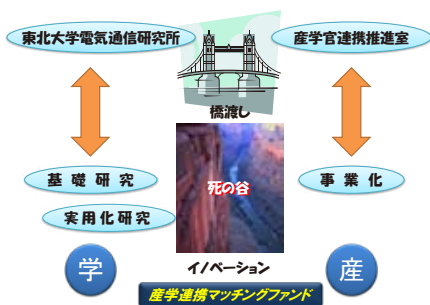 東北大学電気通信研究所
産学官連携推進室
橋渡し
死の谷
基礎研究
事業化
実用化研究
イノベーション
学
産
産学連携マッチングファンド